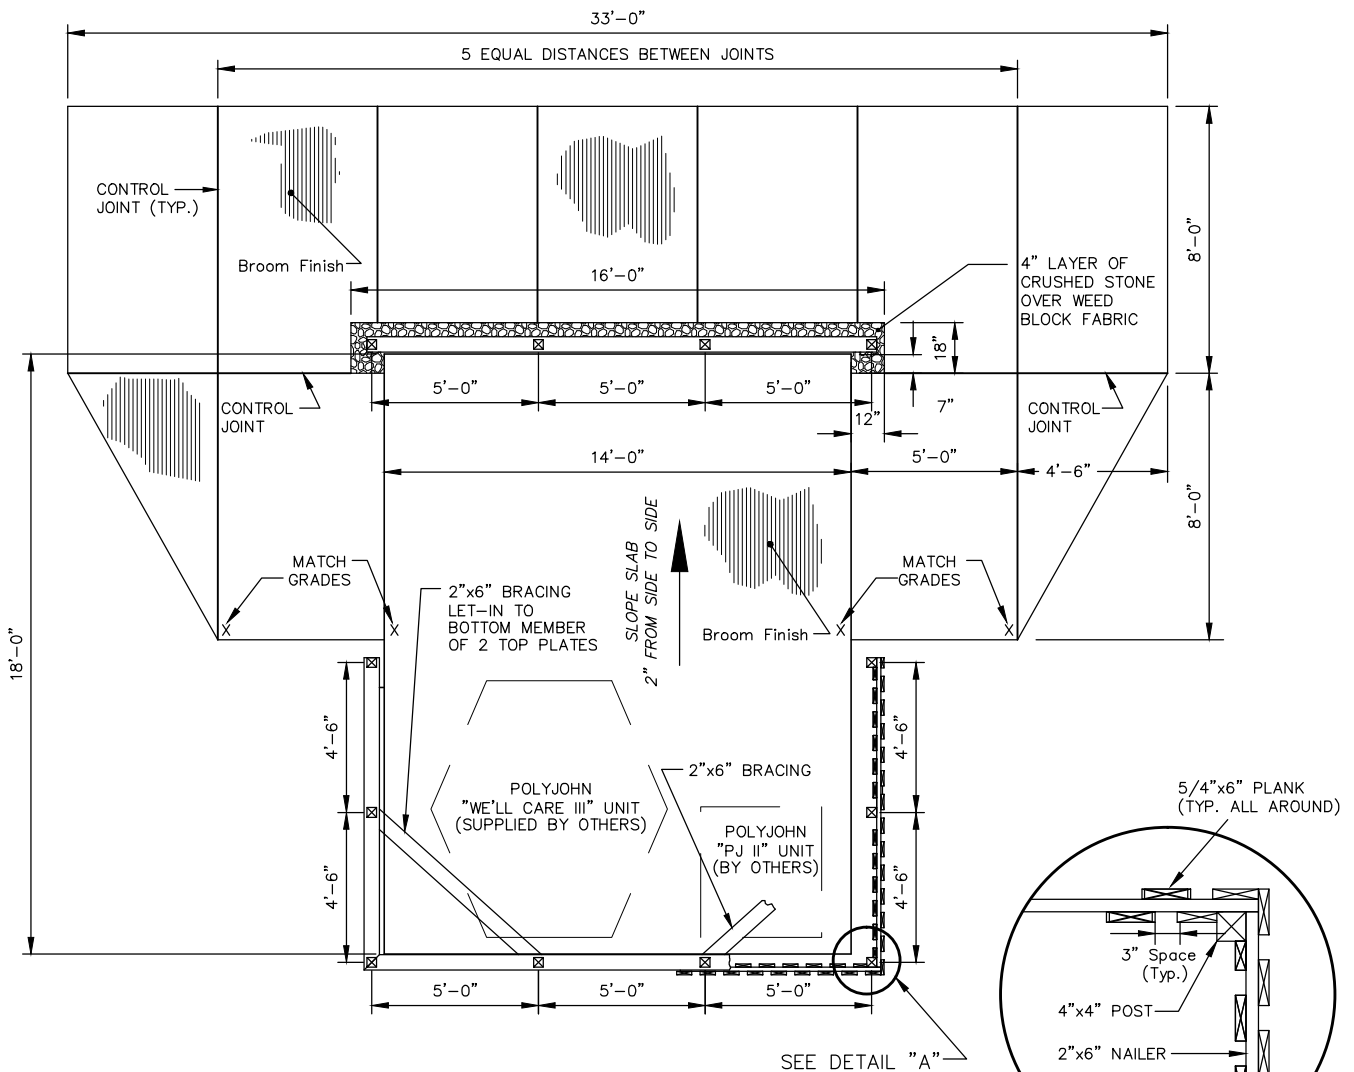 33'-0"
5 EQUAL DISTANCES BETWEEN JOINTS
CONTROL
JOINT (TYP.)
Broom Finish
16'-0"
4" LAYER OF
CRUSHED STONE
OVER WEED
BLOCK FABRIC
8'-0"
18"
5'-0"
5'-0"
5'-0"
7"
12"
CONTROL
JOINT
CONTROL
JOINT
14'-0"
5'-0"
4'-6"
8'-0"
SLOPE SLAB
2" FROM SIDE TO SIDE
MATCH
GRADES
X
X
2"x6" BRACING
LET-IN TO
BOTTOM MEMBER
OF 2 TOP PLATES
Broom Finish
MATCH
GRADES
X
X
18'-0"
4'-6"
4'-6"
4'-6"
4'-6"
POLYJOHN
"WE'LL CARE III" UNIT
(SUPPLIED BY OTHERS)
2"x6" BRACING
POLYJOHN
"PJ II" UNIT
(BY OTHERS)
5/4"x6" PLANK
(TYP. ALL AROUND)
3" Space
(Typ.)
4"x4" POST
2"x6" NAILER
5'-0"
5'-0"
5'-0"
SEE DETAIL "A"